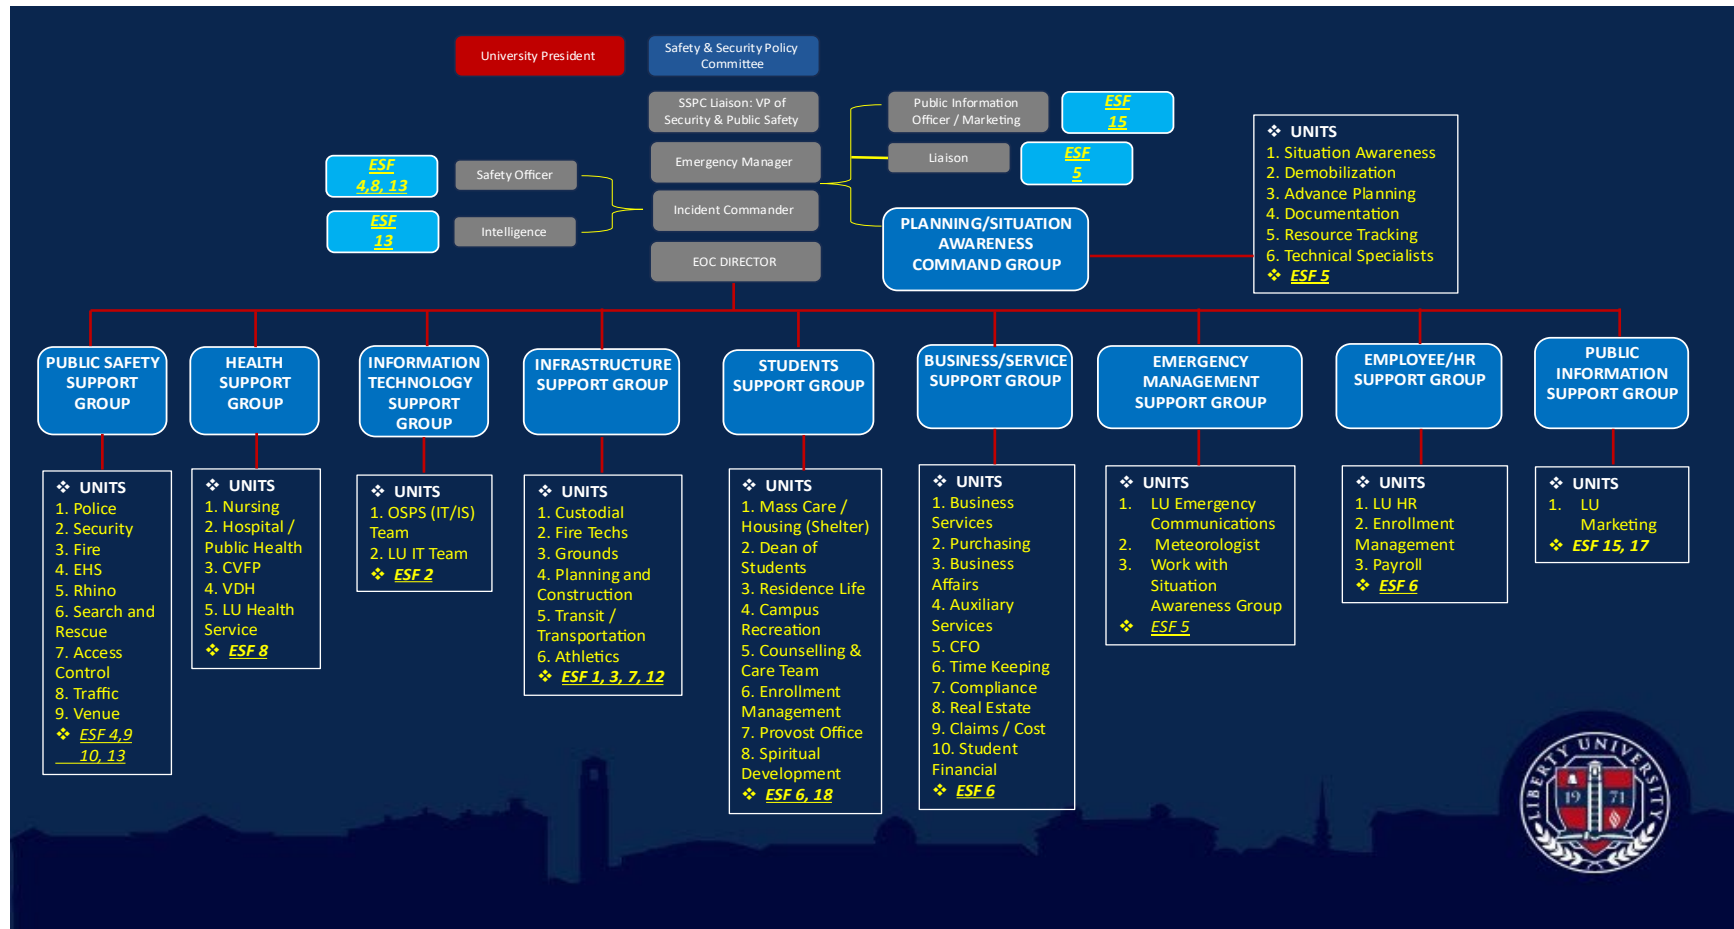 University President
Safety & Security Policy
Committee
SSPC Liaison: VP of
Security & Public Safety
Emergency Manager
Incident Commander
EOC DIRECTOR
ESF
4,8, 13
Safety Officer
ESF
13
Intelligence
Public Information
Officer / Marketing
ESF
15
Liaison
ESF
5
PLANNING/SITUATION
AWARENESS
COMMAND GROUP
❖ UNITS
1. Situation Awareness
2. Demobilization
3. Advance Planning
4. Documentation
5. Resource Tracking
6. Technical Specialists
❖ ESF 5
PUBLIC SAFETY
SUPPORT
GROUP
❖ UNITS
1. Police
2. Security
3. Fire
4. EHS
5. Rhino
6. Search and
Rescue
7. Access
Control
8. Traffic
9. Venue
❖ ESF 4,9
10, 13
HEALTH
SUPPORT
GROUP
❖ UNITS
1. Nursing
2. Hospital /
Public Health
3. CVFP
4. VDH
5. LU Health
Service
❖ ESF 8
INFORMATION
TECHNOLOGY
SUPPORT
GROUP
❖ UNITS
1. OSPS (IT/IS)
Team
2. LU IT Team
❖ ESF 2
INFRASTRUCTURE
SUPPORT GROUP
❖ UNITS
1. Custodial
2. Fire Techs
3. Grounds
4. Planning and
Construction
5. Transit /
Transportation
6. Athletics
❖ ESF 1, 3, 7, 12
STUDENTS
SUPPORT GROUP
❖ UNITS
1. Mass Care /
Housing (Shelter)
2. Dean of
Students
3. Residence Life
4. Campus
Recreation
5. Counselling &
Care Team
6. Enrollment
Management
7. Provost Office
8. Spiritual
Development
❖ ESF 6, 18
BUSINESS/SERVICE
SUPPORT GROUP
❖ UNITS
1. Business
Services
2. Purchasing
3. Business
Affairs
4. Auxiliary
Services
5. CFO
6. Time Keeping
7. Compliance
8. Real Estate
9. Claims / Cost
10. Student
Financial
❖ ESF 6
EMERGENCY
MANAGEMENT
SUPPORT GROUP
❖ UNITS
1. LU Emergency
Communications
2. Meteorologist
3. Work with
Situation
Awareness Group
❖ ESF 5
EMPLOYEE/HR
SUPPORT GROUP
❖ UNITS
1. LU HR
2. Enrollment
Management
3. Payroll
❖ ESF 6
PUBLIC
INFORMATION
SUPPORT GROUP
❖ UNITS
1. LU
Marketing
❖ ESF 15, 17
LIBERTY UNIVERSITY
19 71